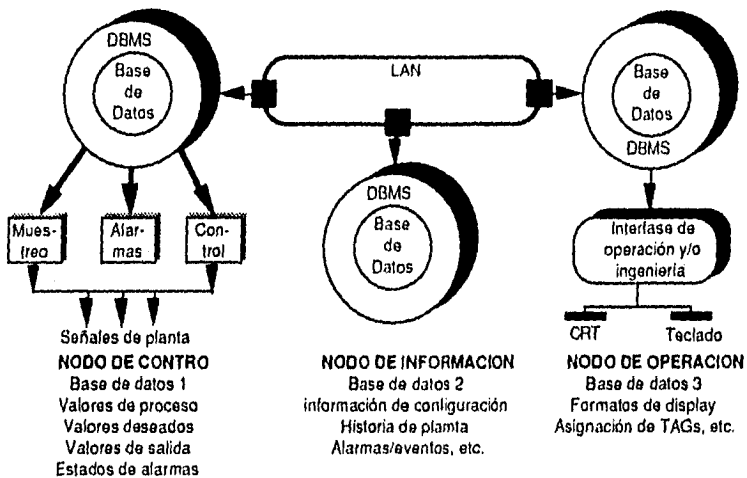 DBMS
Base
de
Datos
LAN
Base
de
Datos
DBMS
DBMS
Base
de
Datos
Mues-
treo
Alar-
mas
Con-
trol
Interfase de
operación y/o
ingeniería
CRT
Teclado
Señales de planta
NODO DE CONTRO
Base de datos 1
Valores de proceso
Valores deseados
Valores de salida
Estados de alarmas
NODO DE INFORMACION
Base de datos 2
información de configuración
Historia de plamta
Alarmas/eventos, etc.
NODO DE OPERACION
Base de datos 3
Formatos de display
Asignación de TAGs, etc.